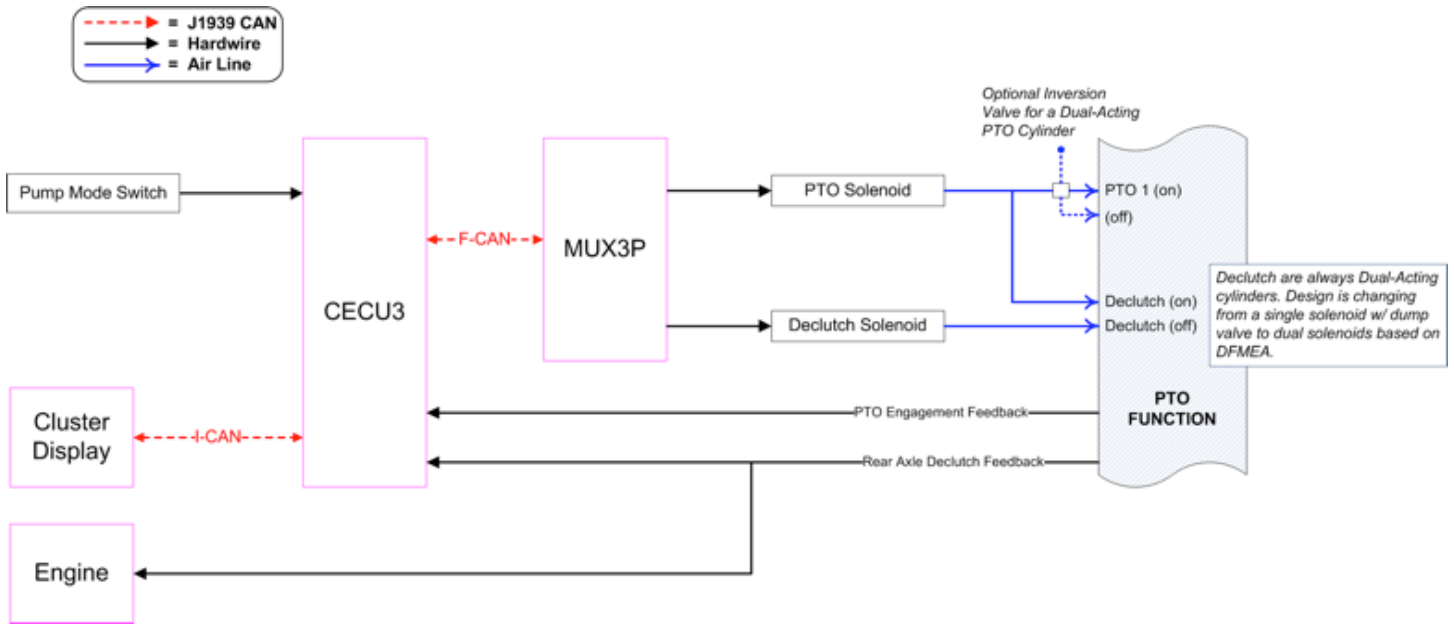 = J1939 CAN
= Hardwire
= Air Line
Optional Inversion
Valve for a Dual-Acting
PTO Cylinder
Pump Mode Switch
CECU3
F-CAN
MUX3P
PTO Solenoid
Declutch Solenoid
PTO 1 (on)
(off)
Declutch (on)
Declutch (off)
Declutch are always Dual-Acting
cylinders. Design is changing
from a single solenoid w/ dump
valve to dual solenoids based on
DFMEA.
PTO
FUNCTION
PTO Engagement Feedback
Rear Axle Declutch Feedback
Cluster
Display
I-CAN
Engine